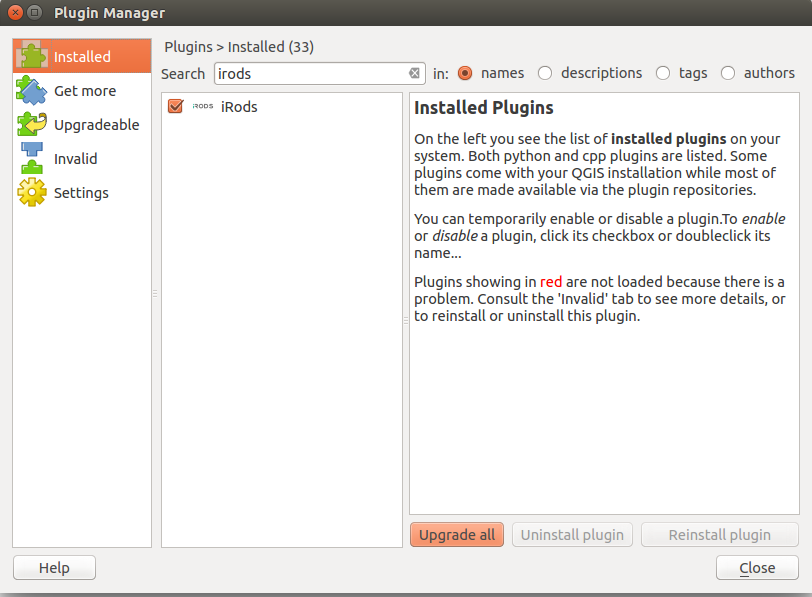 Plugin Manager
Installed
Get more
Upgradeable
Invalid
Settings
Plugins > Installed (33)
Search irods in: names descriptions tags authors
iRODS iRods
Installed Plugins
On the left you see the list of installed plugins on your
system. Both python and cpp plugins are listed. Some
plugins come with your QGIS installation while most of
them are made available via the plugin repositories.
You can temporarily enable or disable a plugin.To enable
or disable a plugin, click its checkbox or doubleclick its
name...
Plugins showing in red are not loaded because there is a
problem. Consult the 'Invalid' tab to see more details, or
to reinstall or uninstall this plugin.
Upgrade all Uninstall plugin Reinstall plugin
Help Close